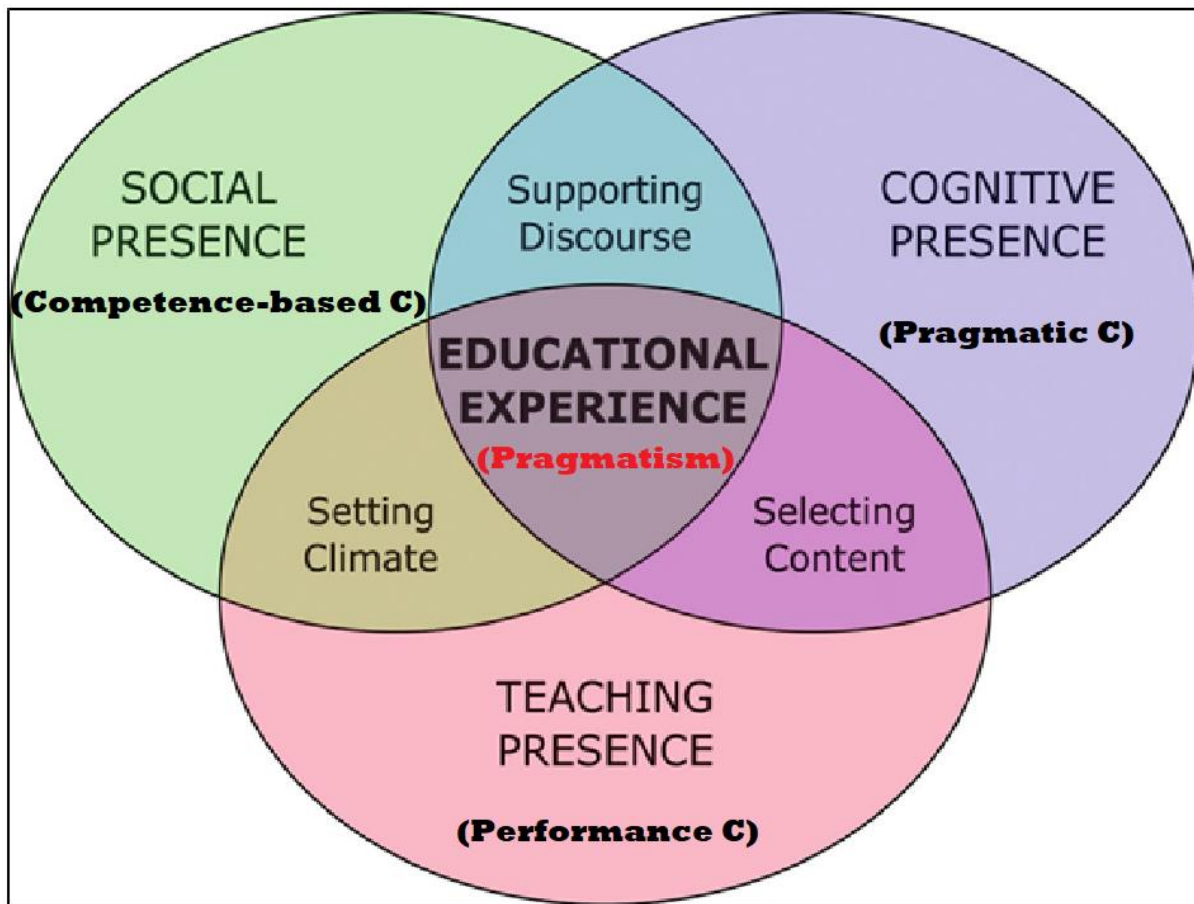 SOCIAL
PRESENCE
(Competence-based C)
Supporting
Discourse
COGNITIVE
PRESENCE
(Pragmatic C)
EDUCATIONAL
EXPERIENCE
(Pragmatism)
Setting
Climate
Selecting
Content
TEACHING
PRESENCE
(Performance C)